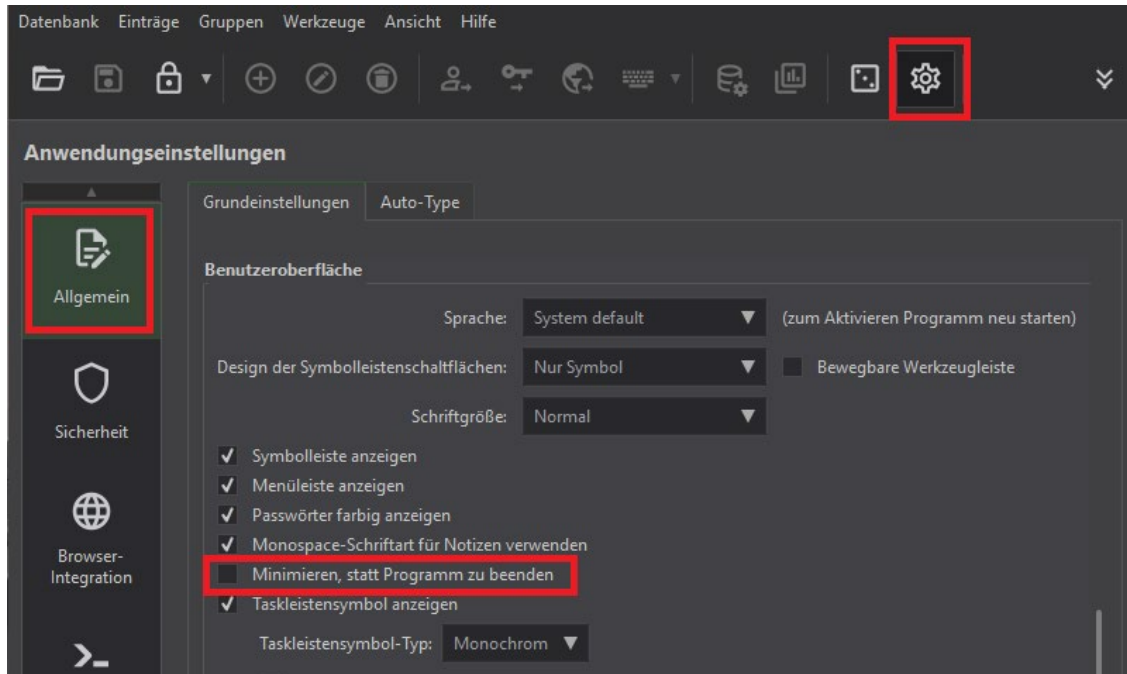 Datenbank Einträge Gruppen Werkzeuge Ansicht Hilfe
Anwendungseinstellungen
Allgemein
Sicherheit
Browser-
Integration
Grundeinstellungen Auto-Type
Benutzeroberfläche
Sprache: System default (zum Aktivieren Programm neu starten)
Design der Symbolleistenschaltflächen: Nur Symbol Bewegbare Werkzeugleiste
Schriftgröße: Normal
Symbolleiste anzeigen
Menüleiste anzeigen
Passwörter farbig anzeigen
Monospace-Schriftart für Notizen verwenden
Minimieren, statt Programm zu beenden
Taskleistensymbol anzeigen
Taskleistensymbol-Typ: Monochrom